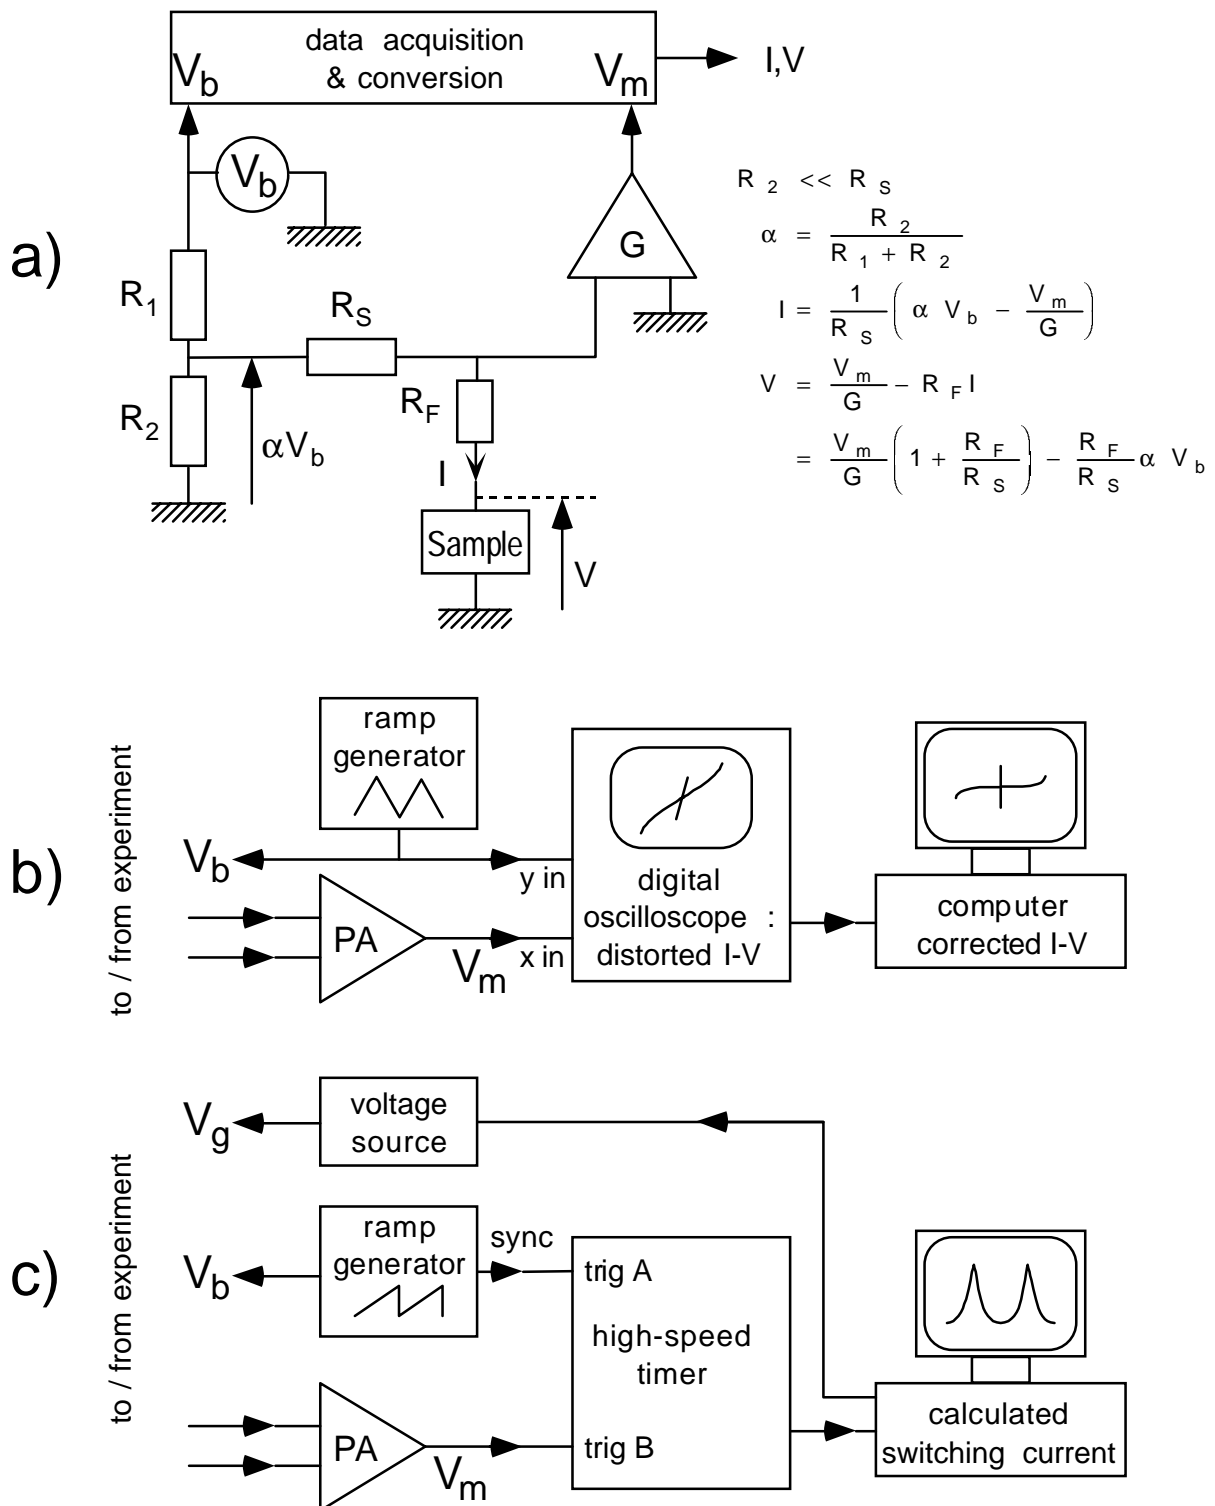 a)
data acquisition
& conversion
V_b
V_m
I,V
V_b
G
R_1
R_S
R_2
αV_b
R_F
I
Sample
V
R_2 << R_S
α = R_2 / (R_1 + R_2)
I = 1/R_S ( α V_b − V_m/G )
V = V_m/G − R_F I
= V_m/G ( 1 + R_F/R_S ) − R_F/R_S α V_b
b)
to / from experiment
ramp
generator
V_b
y in
PA
V_m
x in
digital
oscilloscope :
distorted I-V
computer
corrected I-V
c)
to / from experiment
V_g
voltage
source
V_b
ramp
generator
sync
trig A
high-speed
timer
trig B
PA
V_m
calculated
switching current